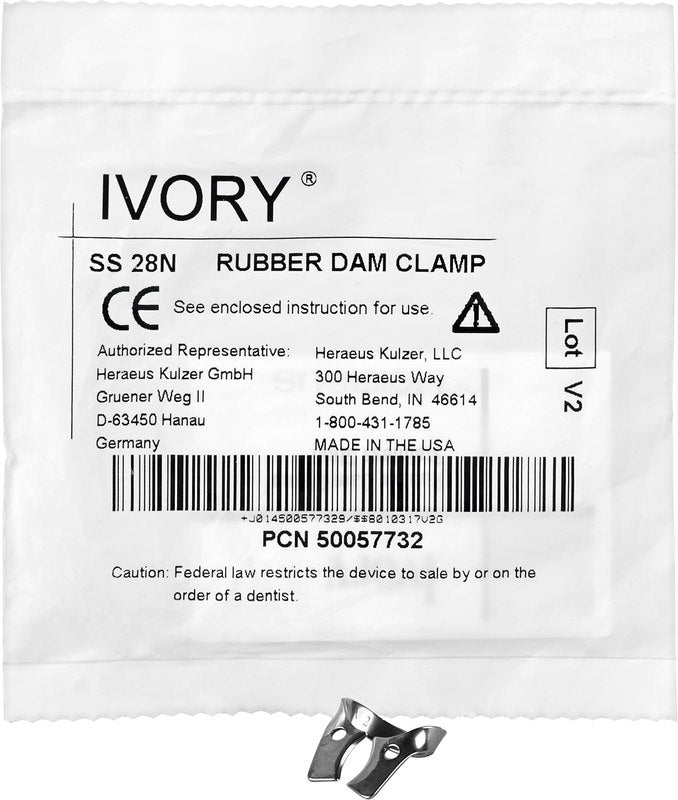 IVORY®
SS 28N RUBBER DAM CLAMP
CE See enclosed instruction for use.
Authorized Representative:
Heraeus Kulzer GmbH
Gruener Weg II
D-63450 Hanau
Germany
Heraeus Kulzer, LLC
300 Heraeus Way
South Bend, IN 46614
1-800-431-1785
MADE IN THE USA
Lot V2
+J014500577329/$$8010317V2G
PCN 50057732
Caution: Federal law restricts the device to sale by or on the
order of a dentist.